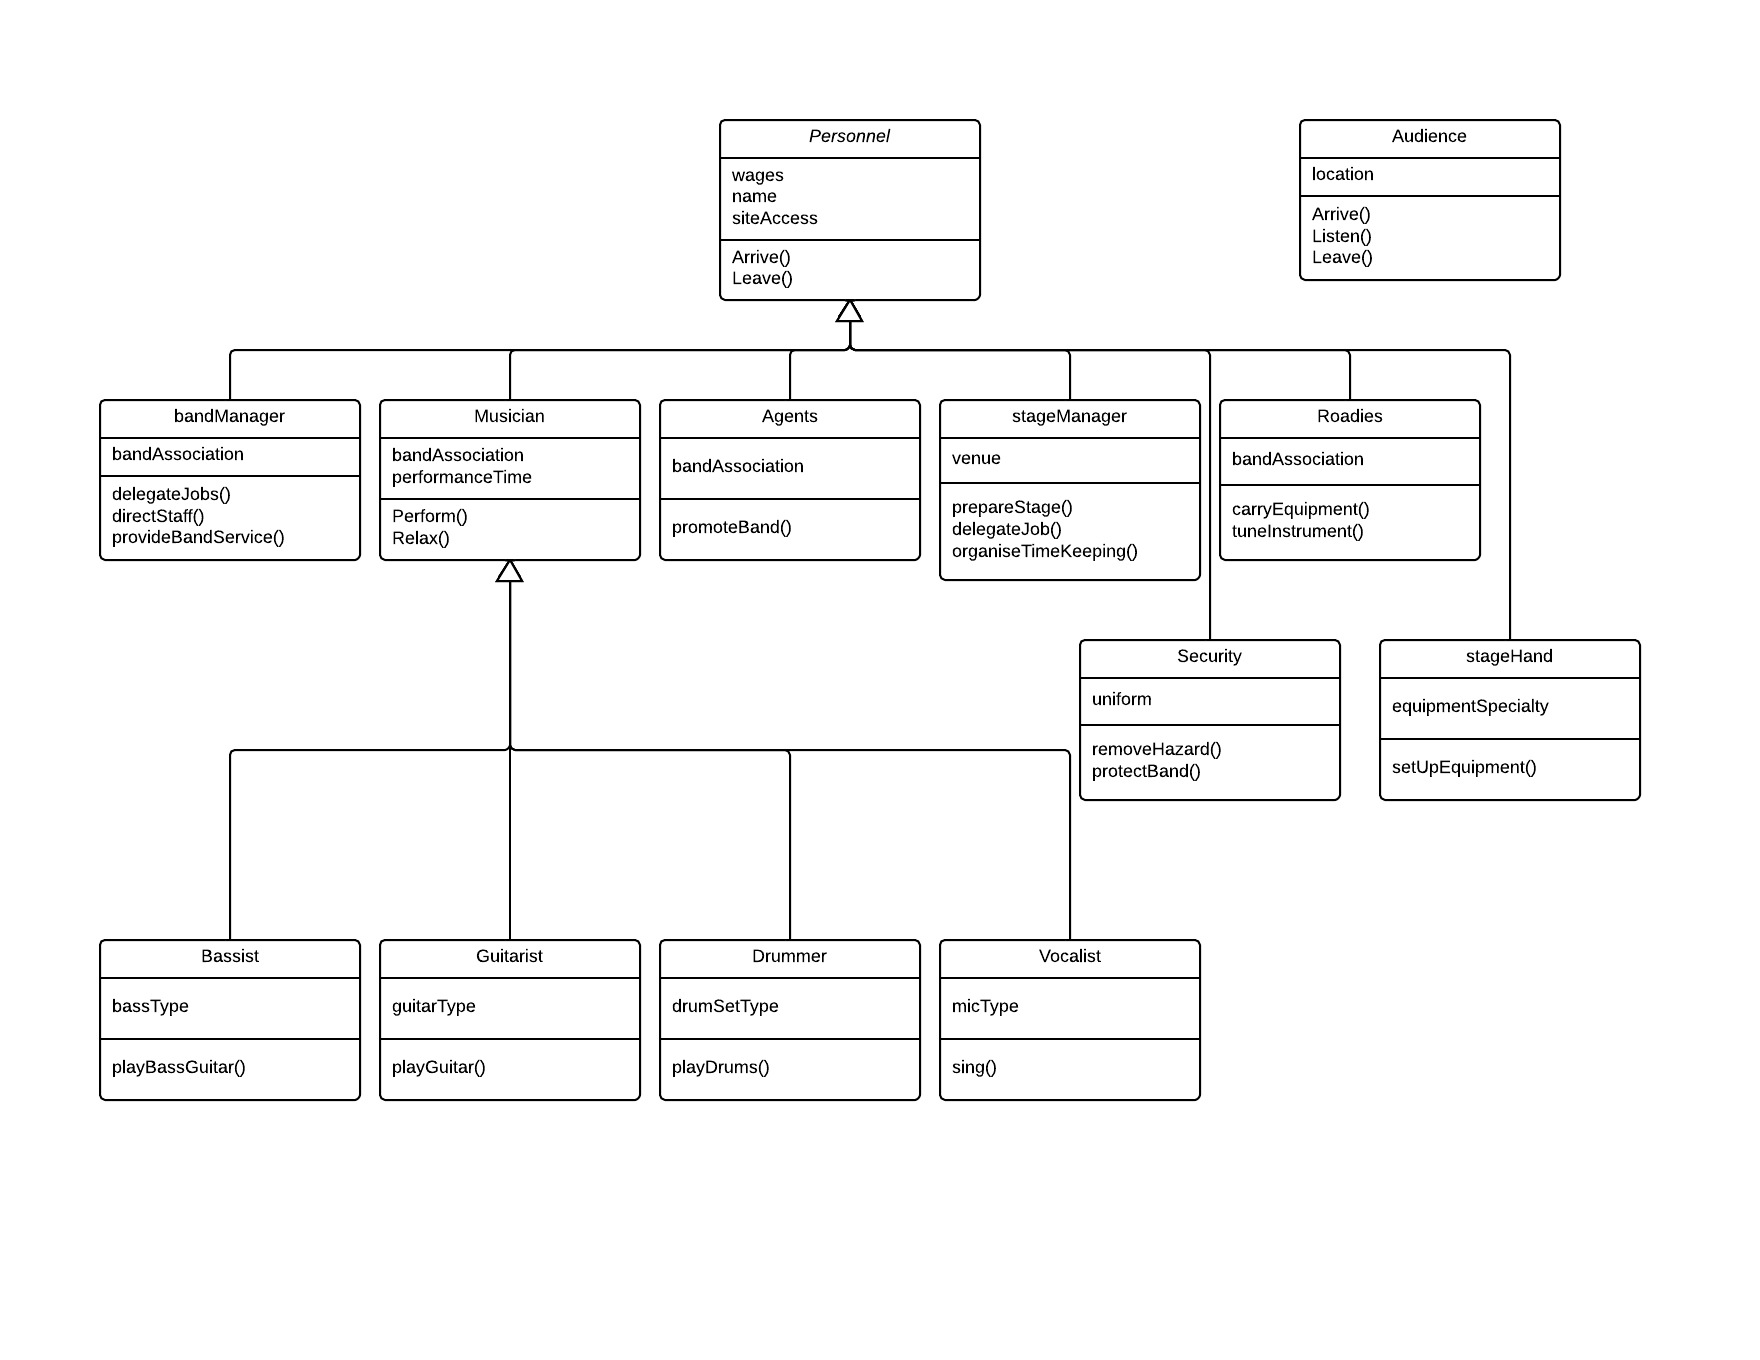 Personnel
wages
name
siteAccess
Arrive()
Leave()
Audience
location
Arrive()
Listen()
Leave()
bandManager
bandAssociation
delegateJobs()
directStaff()
provideBandService()
Musician
bandAssociation
performanceTime
Perform()
Relax()
Agents
bandAssociation
promoteBand()
stageManager
venue
prepareStage()
delegateJob()
organiseTimeKeeping()
Roadies
bandAssociation
carryEquipment()
tuneInstrument()
Security
uniform
removeHazard()
protectBand()
stageHand
equipmentSpecialty
setUpEquipment()
Bassist
bassType
playBassGuitar()
Guitarist
guitarType
playGuitar()
Drummer
drumSetType
playDrums()
Vocalist
micType
sing()